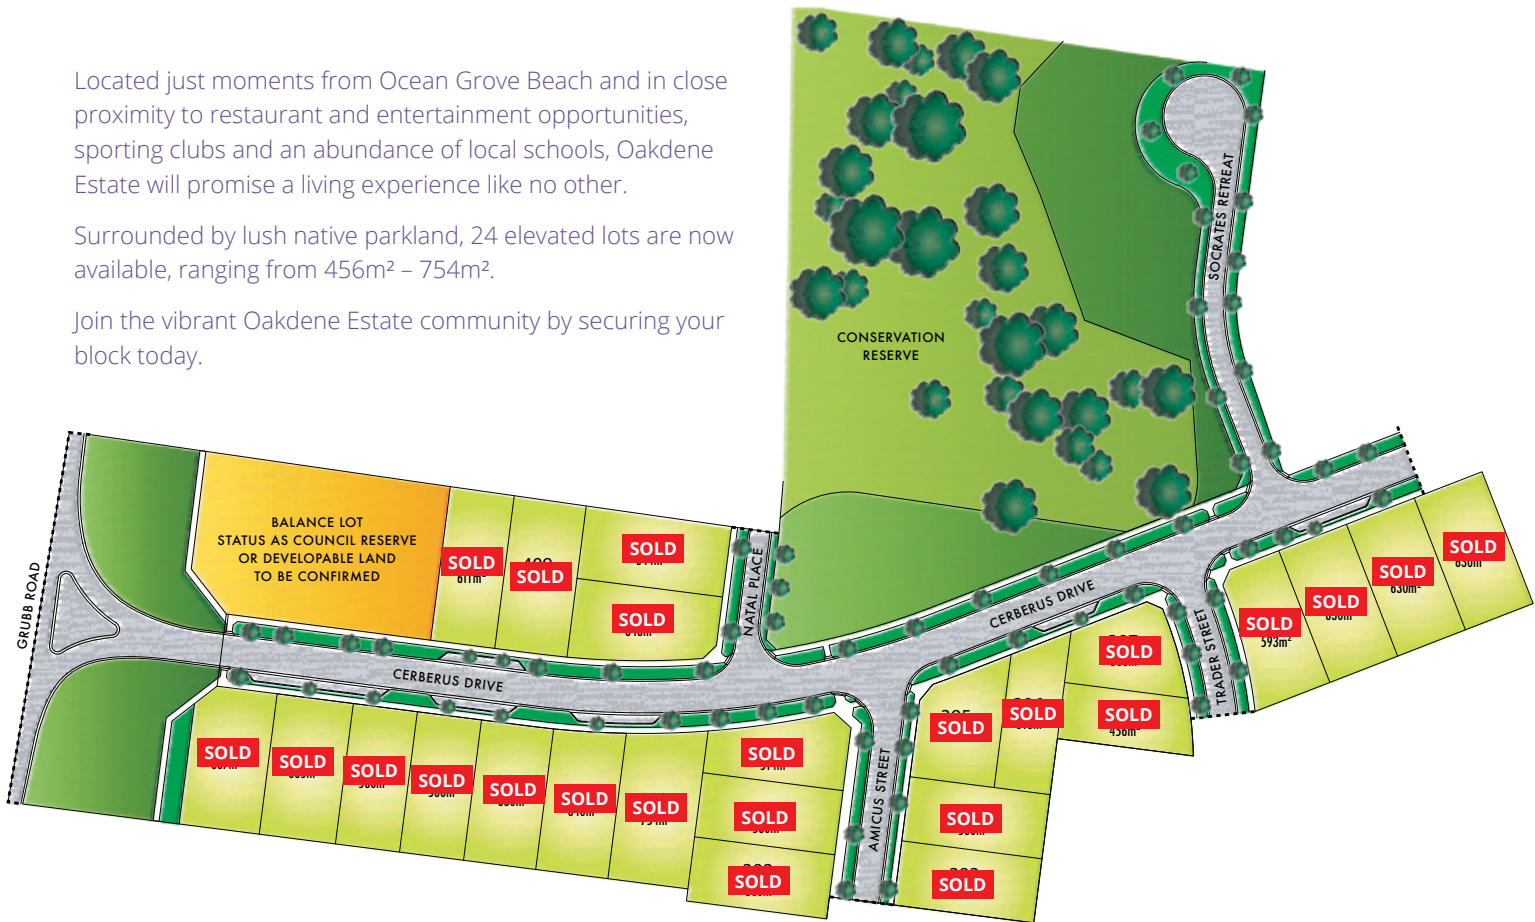 Located just moments from Ocean Grove Beach and in close
proximity to restaurant and entertainment opportunities,
sporting clubs and an abundance of local schools, Oakdene
Estate will promise a living experience like no other.
Surrounded by lush native parkland, 24 elevated lots are now
available, ranging from 456m² – 754m².
Join the vibrant Oakdene Estate community by securing your
block today.
SOCRATES RETREAT
CONSERVATION
RESERVE
BALANCE LOT
STATUS AS COUNCIL RESERVE
OR DEVELOPABLE LAND
TO BE CONFIRMED
GRUBB ROAD
SOLD
611m²
SOLD
SOLD
SOLD
NATAL PLACE
CERBERUS DRIVE
CERBERUS DRIVE
TRADER STREET
AMICUS STREET
SOLD
SOLD
630m²
SOLD
SOLD
593m²
SOLD
SOLD
456m²
SOLD
SOLD
SOLD
SOLD
SOLD
SOLD
SOLD
SOLD
SOLD
SOLD
SOLD
SOLD
SOLD
SOLD